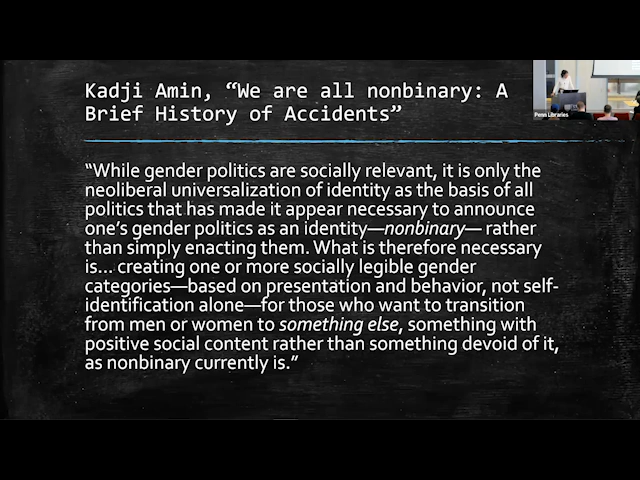 Kadji Amin, “We are all nonbinary: A
Brief History of Accidents”
Penn Libraries
“While gender politics are socially relevant, it is only the
neoliberal universalization of identity as the basis of all
politics that has made it appear necessary to announce
one’s gender politics as an identity—nonbinary— rather
than simply enacting them. What is therefore necessary
is... creating one or more socially legible gender
categories—based on presentation and behavior, not self-
identification alone—for those who want to transition
from men or women to something else, something with
positive social content rather than something devoid of it,
as nonbinary currently is.”